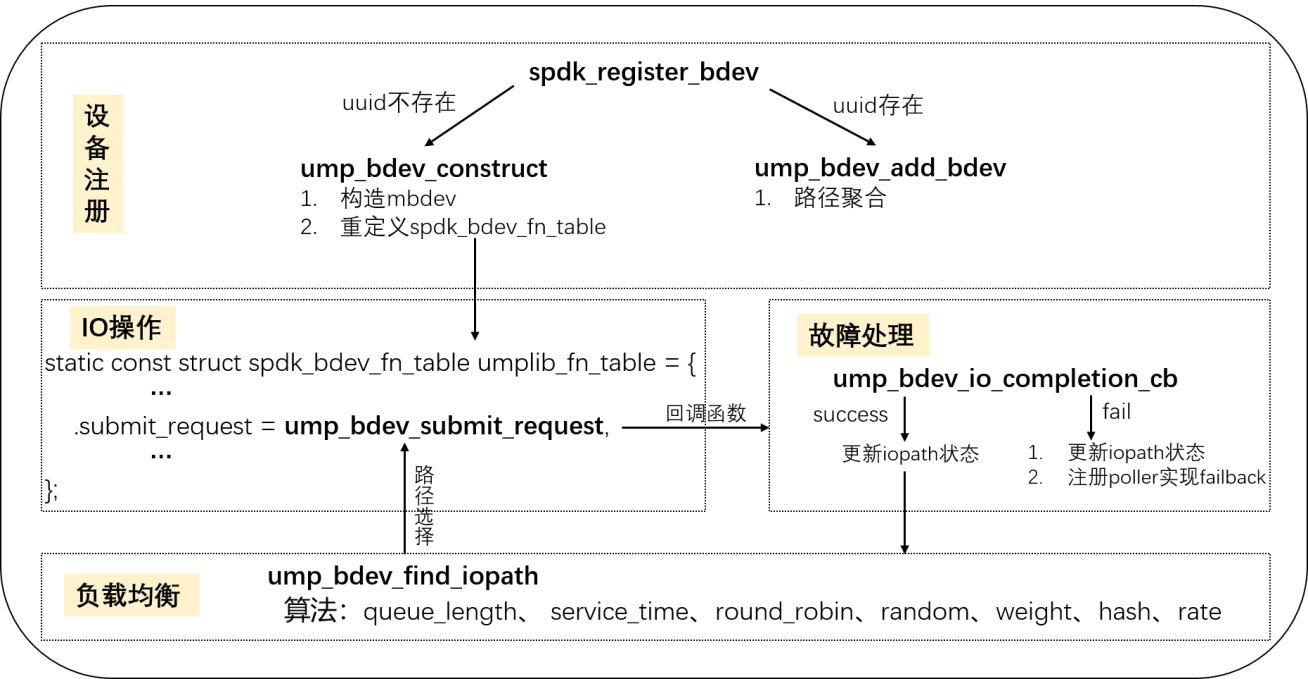 spdk_register_bdev
设备注册
uuid不存在
uuid存在
ump_bdev_construct
1. 构造mbdev
2. 重定义spdk_bdev_fn_table
ump_bdev_add_bdev
1. 路径聚合
IO操作
static const struct spdk_bdev_fn_table umplib_fn_table = {
...
.submit_request = ump_bdev_submit_request,
...
};
回调函数
路径选择
故障处理
ump_bdev_io_completion_cb
success
fail
更新iopath状态
1. 更新iopath状态
2. 注册poller实现failback
负载均衡
ump_bdev_find_iopath
算法：queue_length、 service_time、round_robin、random、weight、hash、rate